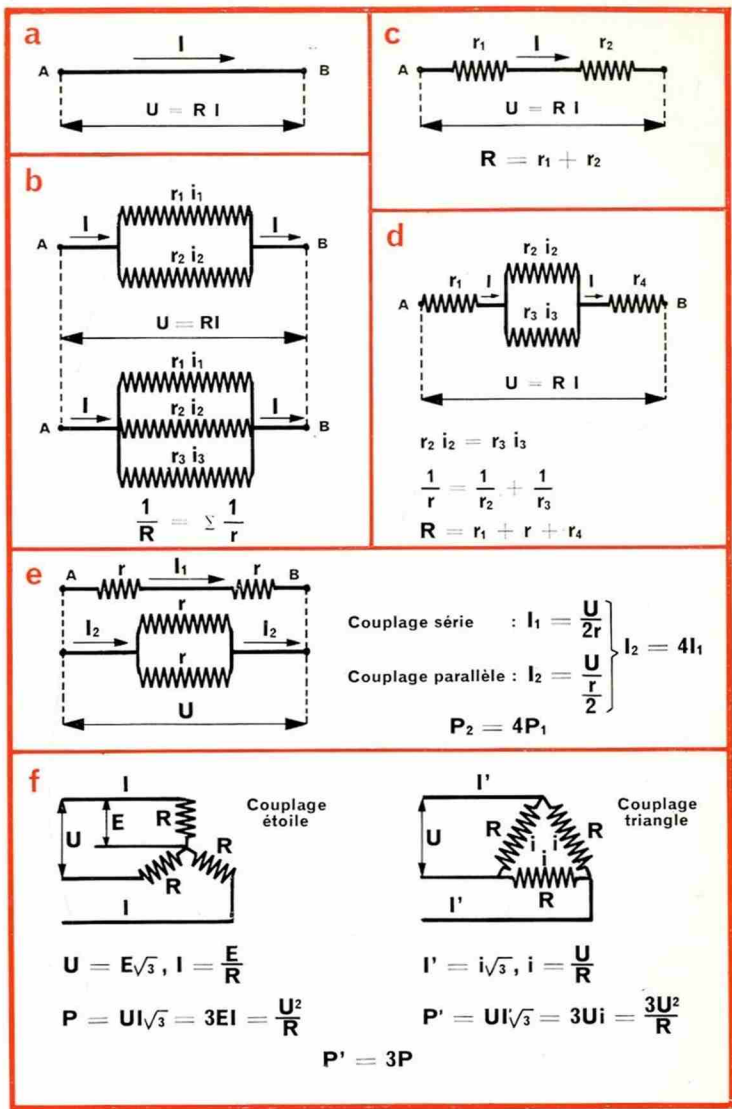 a
I
A B
U = R I
b
r₁ i₁
A I I B
r₂ i₂
U = RI
r₁ i₁
A I r₂ i₂ I B
r₃ i₃
1/R = Σ 1/r
c
r₁ I r₂
A
U = R I
R = r₁ + r₂
d
r₂ i₂
r₁ I I r₄
A r₃ i₃ B
U = R I
r₂ i₂ = r₃ i₃
1/r = 1/r₂ + 1/r₃
R = r₁ + r + r₄
e
A r I₁ r B
r
I₂ I₂
r
U
Couplage série : I₁ = U/2r
I₂ = 4I₁
Couplage parallèle : I₂ = U/(r/2)
P₂ = 4P₁
f
I
Couplage
étoile
U E R
R R
I
U = E√3 , I = E/R
P = UI√3 = 3EI = U²/R
I'
Couplage
triangle
U R i i R
i
R
I'
I' = i√3, i = U/R
P' = UI'√3 = 3Ui = 3U²/R
P' = 3P